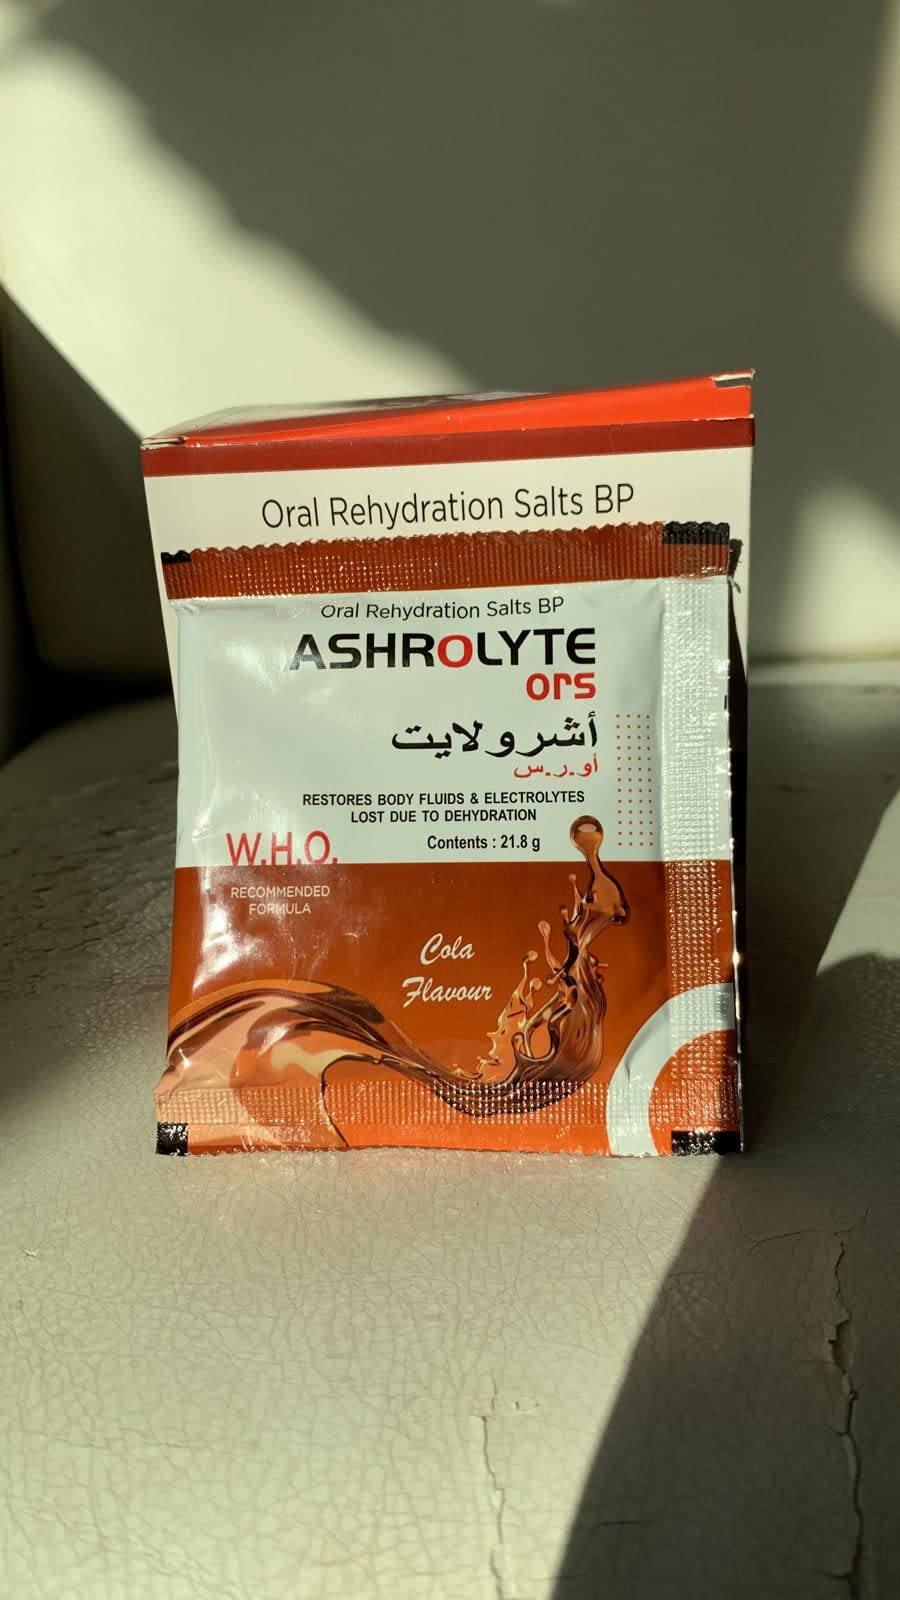 Oral Rehydration Salts BP
Oral Rehydration Salts BP
ASHROLYTE
ors
أشرولايت
أو.ر.س
RESTORES BODY FLUIDS & ELECTROLYTES
LOST DUE TO DEHYDRATION
Contents : 21.8 g
W.H.O.
RECOMMENDED
FORMULA
Cola
Flavour